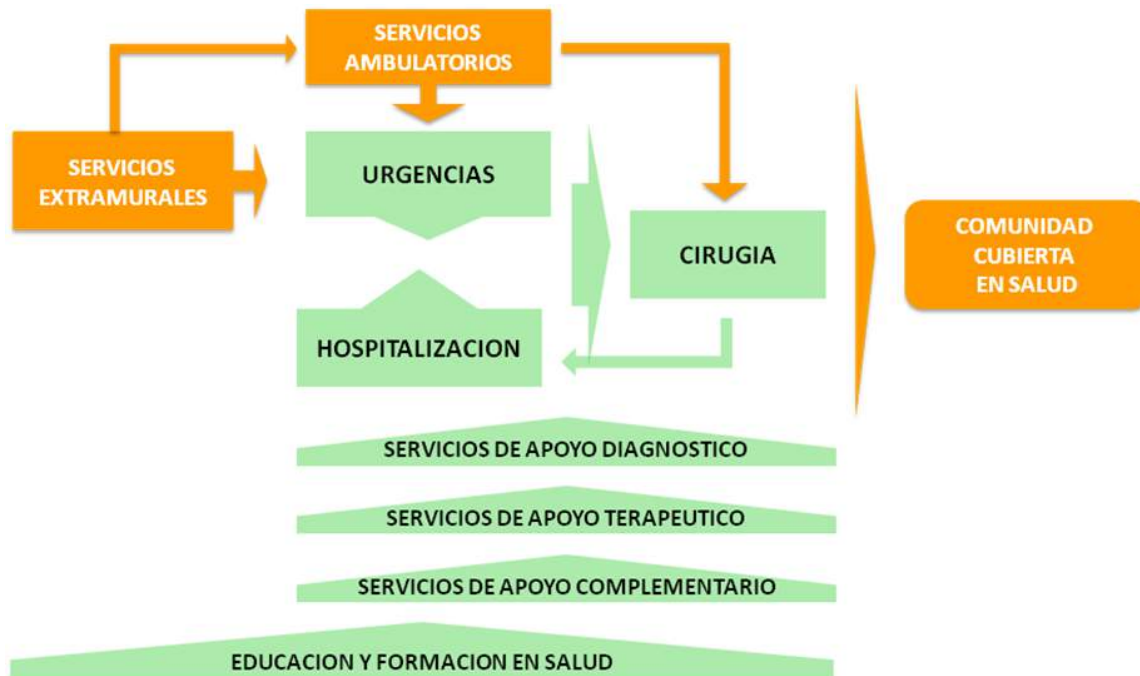 SERVICIOS
AMBULATORIOS
SERVICIOS
EXTRAMURALES
URGENCIAS
CIRUGIA
COMUNIDAD
CUBIERTA
EN SALUD
HOSPITALIZACION
SERVICIOS DE APOYO DIAGNOSTICO
SERVICIOS DE APOYO TERAPEUTICO
SERVICIOS DE APOYO COMPLEMENTARIO
EDUCACION Y FORMACION EN SALUD